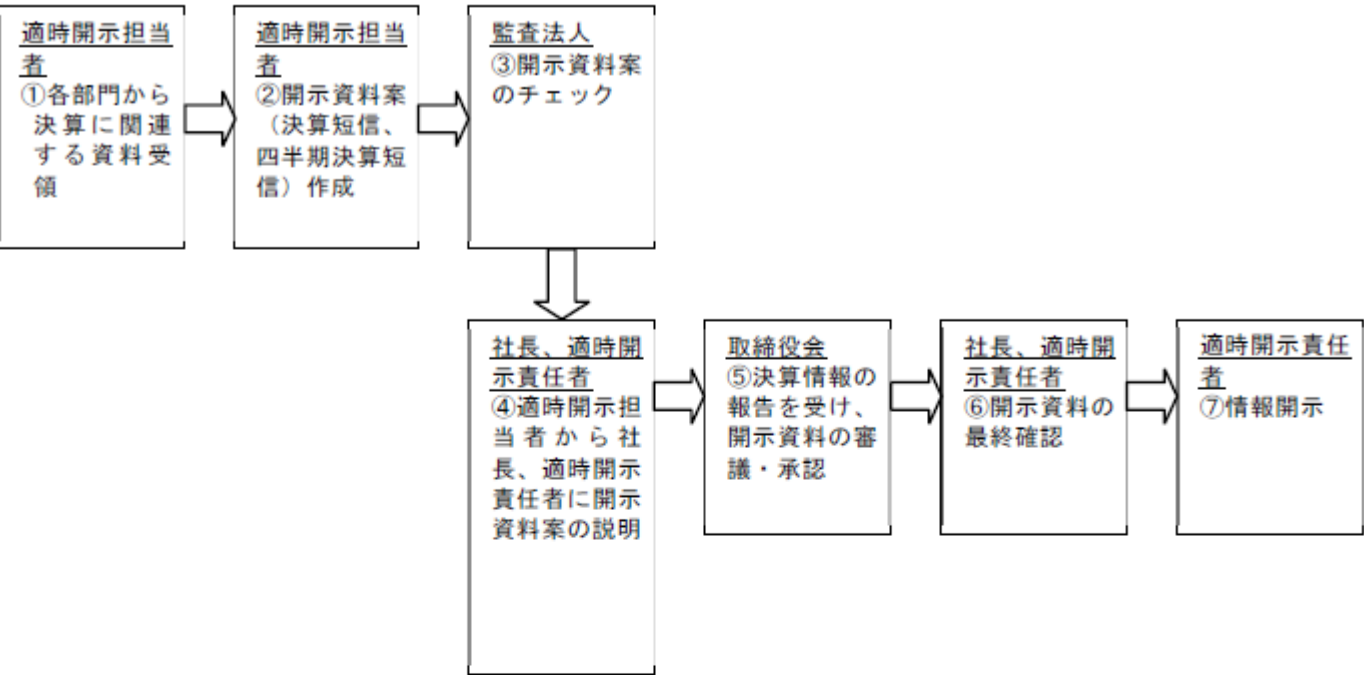 適時開示担当
者
①各部門から
決算に関連
する資料受
領
適時開示担当
者
②開示資料案
（決算短信、
四半期決算短
信）作成
監査法人
③開示資料案
のチェック
社長、適時開
示責任者
④適時開示担
当者から社
長、適時開示
責任者に開示
資料案の説明
取締役会
⑤決算情報の
報告を受け、
開示資料の審
議・承認
社長、適時開
示責任者
⑥開示資料の
最終確認
適時開示責任
者
⑦情報開示